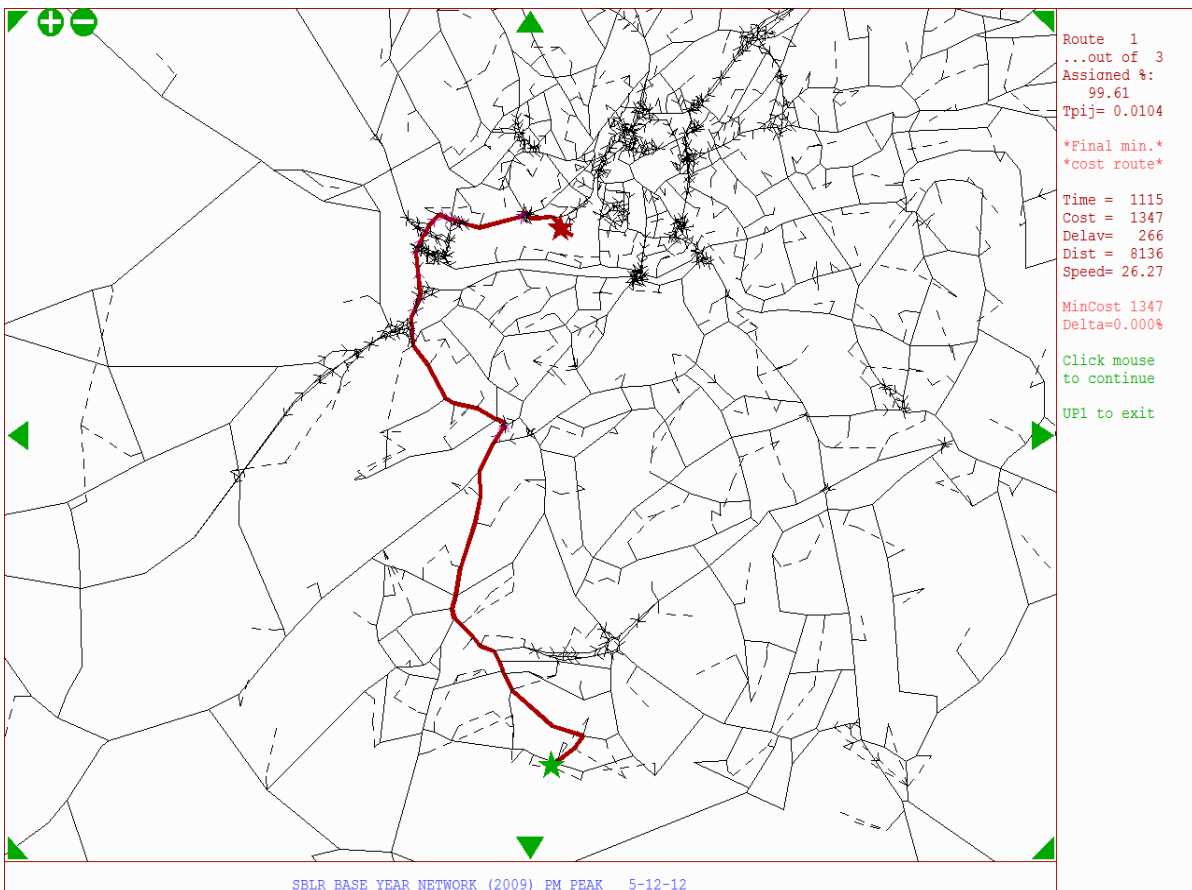 Route 1
...out of 3
Assigned %:
99.61
Tpij= 0.0104
*Final min.*
*cost route*
Time = 1115
Cost = 1347
Delay = 266
Dist = 8136
Speed= 26.27
MinCost 1347
Delta=0.000%
Click mouse
to continue
UP1 to exit
SBLR BASE YEAR NETWORK (2009) PM PEAK 5-12-12